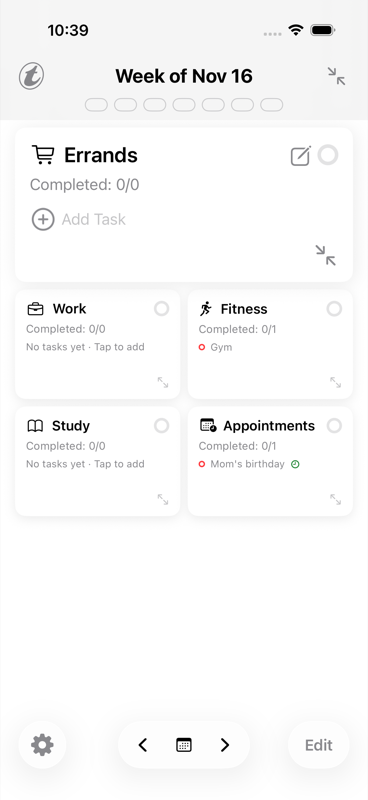 10:39
t
Week of Nov 16
Errands
Completed: 0/0
Add Task
Work
Completed: 0/0
No tasks yet · Tap to add
Fitness
Completed: 0/1
Gym
Study
Completed: 0/0
No tasks yet · Tap to add
Appointments
Completed: 0/1
Mom's birthday
Edit